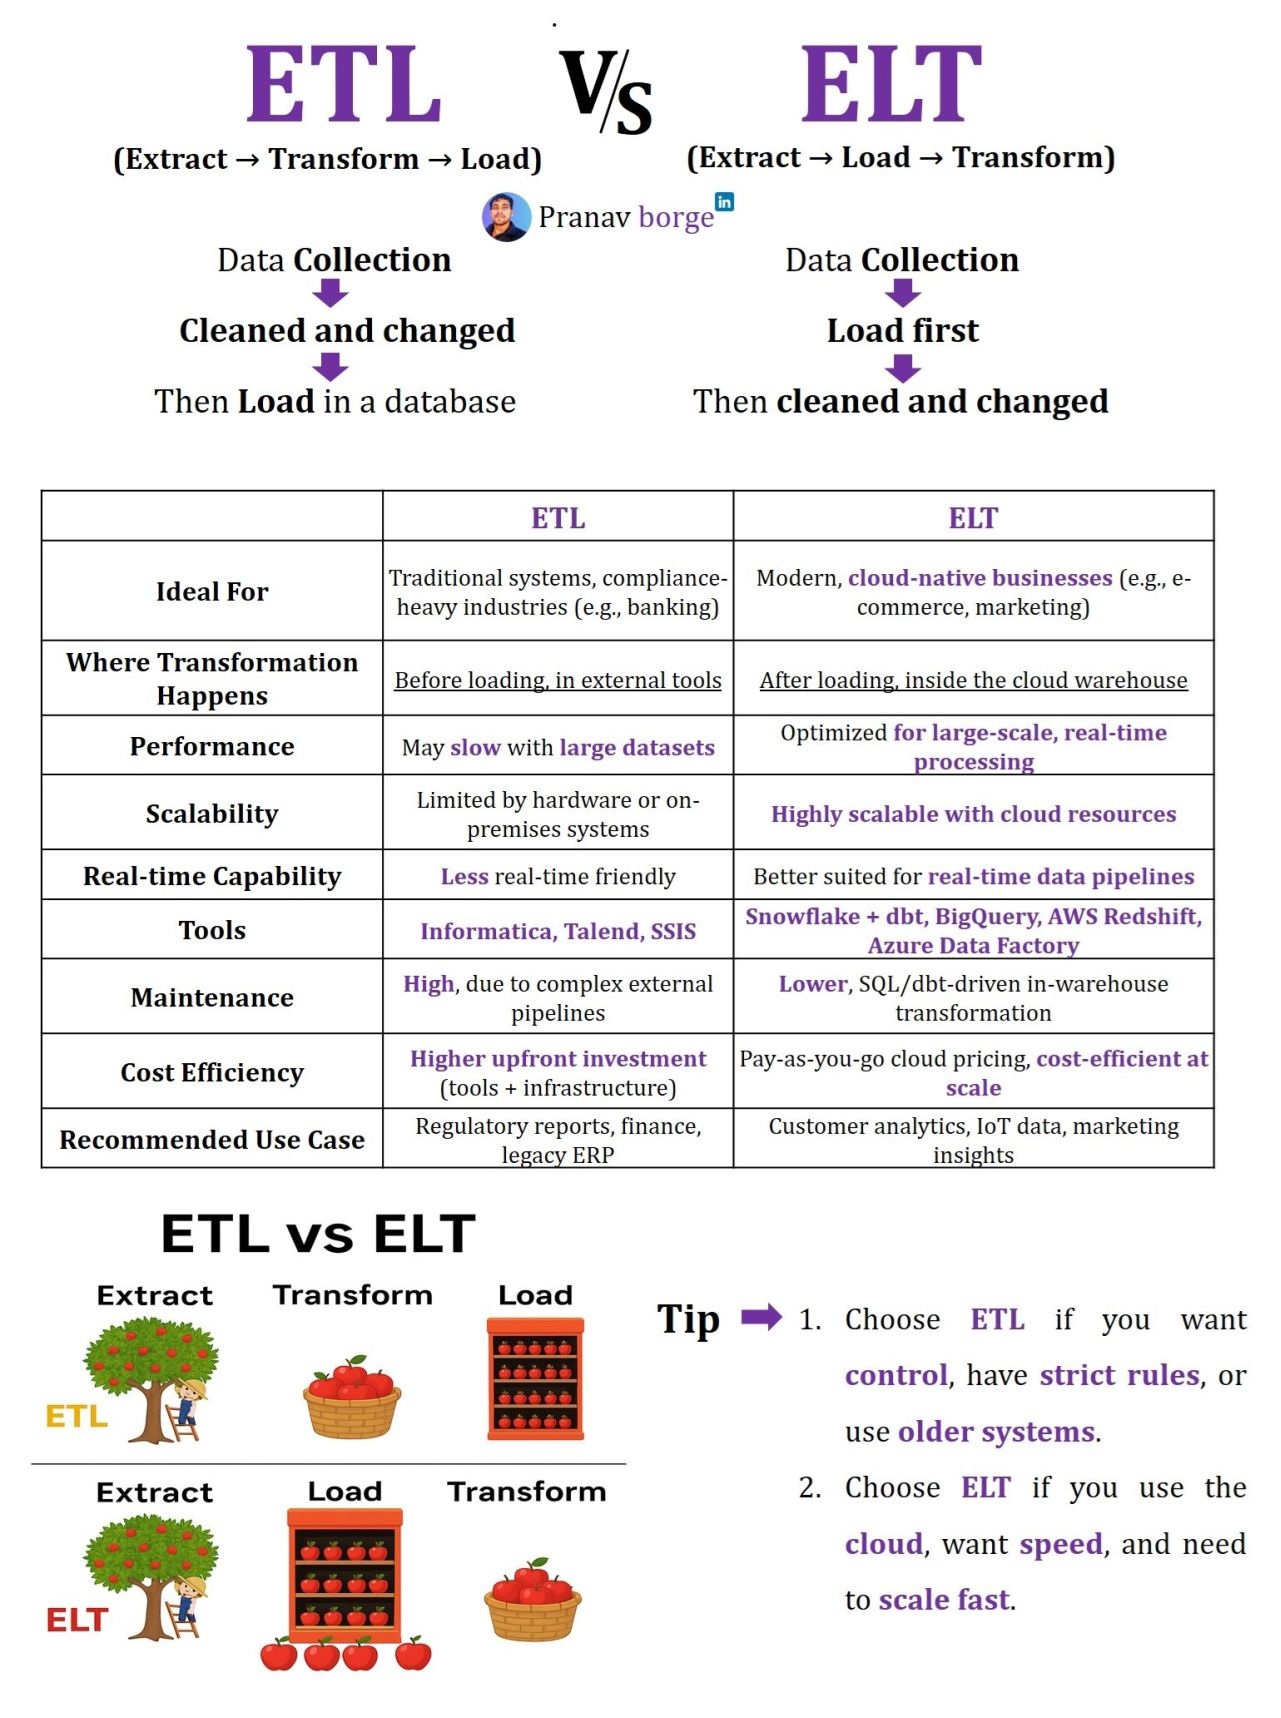 ETL V/S ELT
(Extract → Transform → Load) (Extract → Load → Transform)
Pranav borge in
Data Collection
Cleaned and changed
Then Load in a database
Data Collection
Load first
Then cleaned and changed
ETL ELT
Ideal For
Traditional systems, compliance-
heavy industries (e.g., banking)
Modern, cloud-native businesses (e.g., e-
commerce, marketing)
Where Transformation
Happens
Before loading, in external tools
After loading, inside the cloud warehouse
Performance
May slow with large datasets
Optimized for large-scale, real-time
processing
Scalability
Limited by hardware or on-
premises systems
Highly scalable with cloud resources
Real-time Capability
Less real-time friendly
Better suited for real-time data pipelines
Tools
Informatica, Talend, SSIS
Snowflake + dbt, BigQuery, AWS Redshift,
Azure Data Factory
Maintenance
High, due to complex external
pipelines
Lower, SQL/dbt-driven in-warehouse
transformation
Cost Efficiency
Higher upfront investment
(tools + infrastructure)
Pay-as-you-go cloud pricing, cost-efficient at
scale
Recommended Use Case
Regulatory reports, finance,
legacy ERP
Customer analytics, IoT data, marketing
insights
ETL vs ELT
Extract Transform Load
ETL
Extract Load Transform
ELT
Tip
1. Choose ETL if you want
control, have strict rules, or
use older systems.
2. Choose ELT if you use the
cloud, want speed, and need
to scale fast.